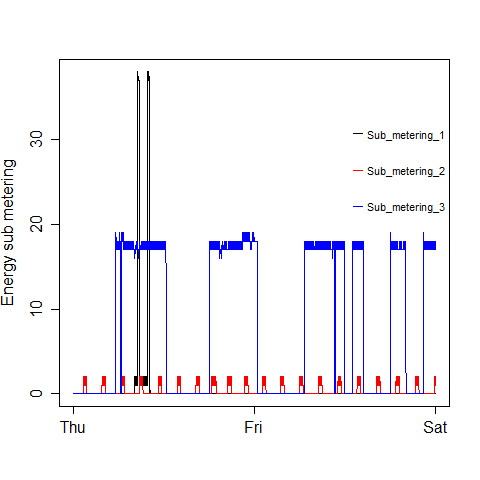 Energy sub metering
30
20
10
0
Sub_metering_1
Sub_metering_2
Sub_metering_3
Thu Fri Sat